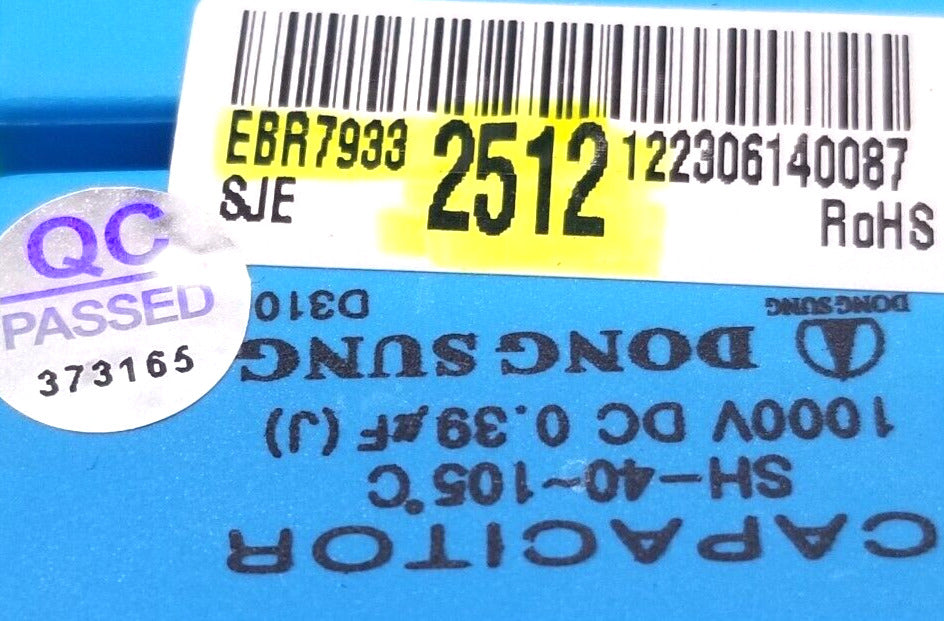 EBR7933 2512 122306140087
SJE RoHS
QC
PASSED
373165
CAPACITOR
SH-40~105°C
1000V DC 0.39µF (J)
DONG SUNG
DONG SUNG D310